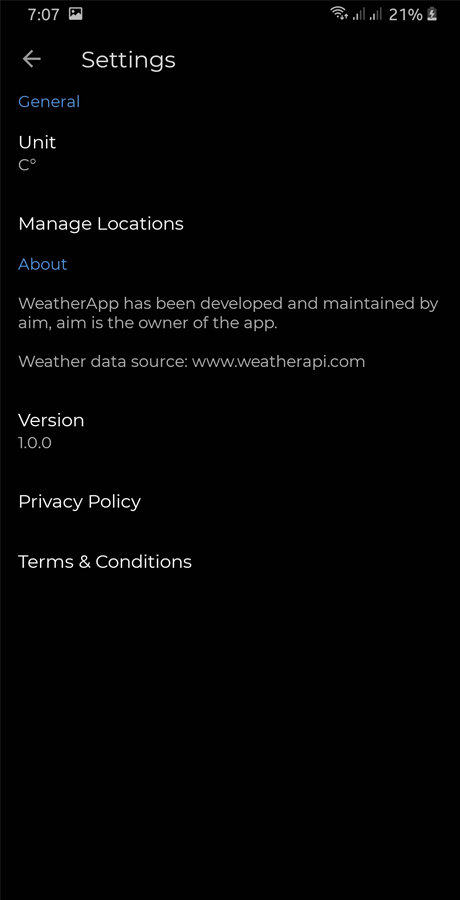 7:07 21%
Settings
General
Unit
C°
Manage Locations
About
WeatherApp has been developed and maintained by
aim, aim is the owner of the app.
Weather data source: www.weatherapi.com
Version
1.0.0
Privacy Policy
Terms & Conditions